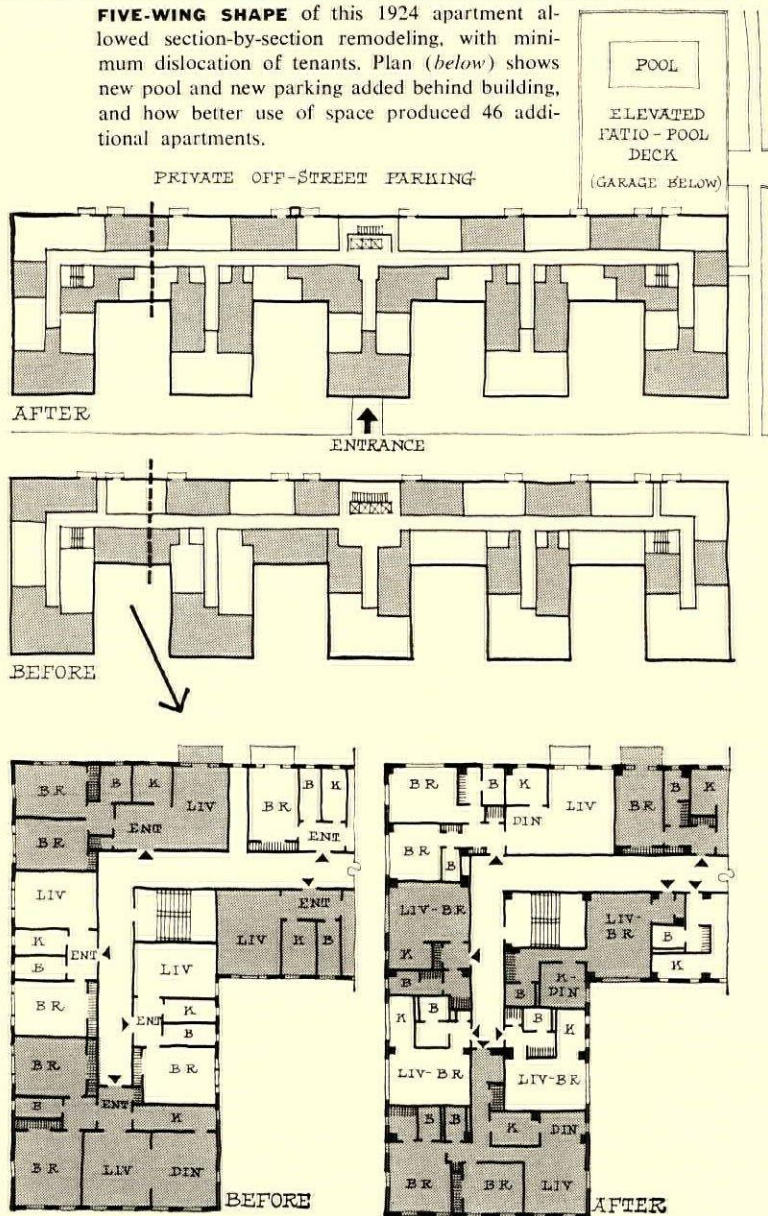 FIVE-WING SHAPE of this 1924 apartment al-
lowed section-by-section remodeling, with mini-
mum dislocation of tenants. Plan (below) shows
new pool and new parking added behind building,
and how better use of space produced 46 addi-
tional apartments.
POOL
ELEVATED
PATIO-POOL
DECK
(GARAGE BELOW)
PRIVATE OFF-STREET PARKING
AFTER
ENTRANCE
BEFORE
BR
B
K
LIV
ENT
BR
BR
B
K
ENT
LIV
K
B
ENT
BR
ENT
LIV
K
B
LIV
ENT
K
B
BR
BR
B
ENT
K
BR
LIV
DIN
BEFORE
BR
B
K
DIN
LIV
BR
B
K
BR
B
LIV-BR
K
B
LIV-
BR
B
K
K-
DIN
B
K
B
LIV-BR
B
K
LIV-BR
B
B
K
DIN
BR
BR
LIV
AFTER